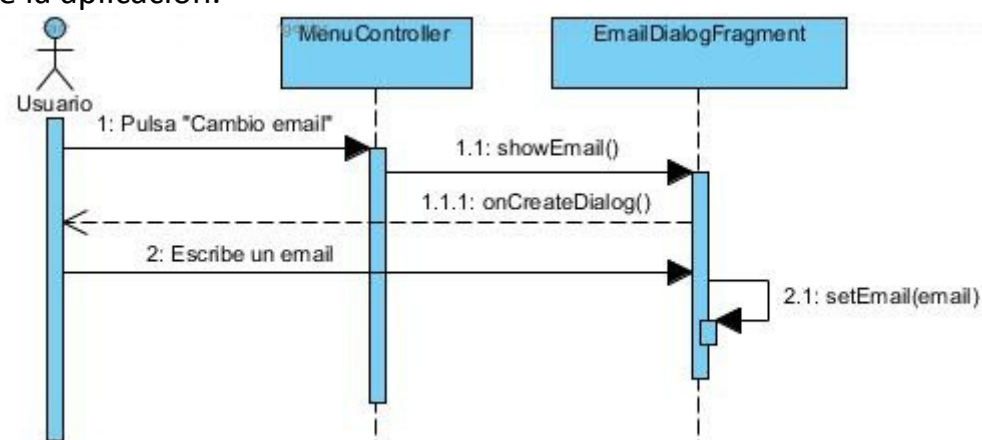 e la aplicación.
MenuController
EmailDialogFragment
Usuario
1: Pulsa "Cambio email"
1.1: showEmail()
1.1.1: onCreateDialog()
2: Escribe un email
2.1: setEmail(email)